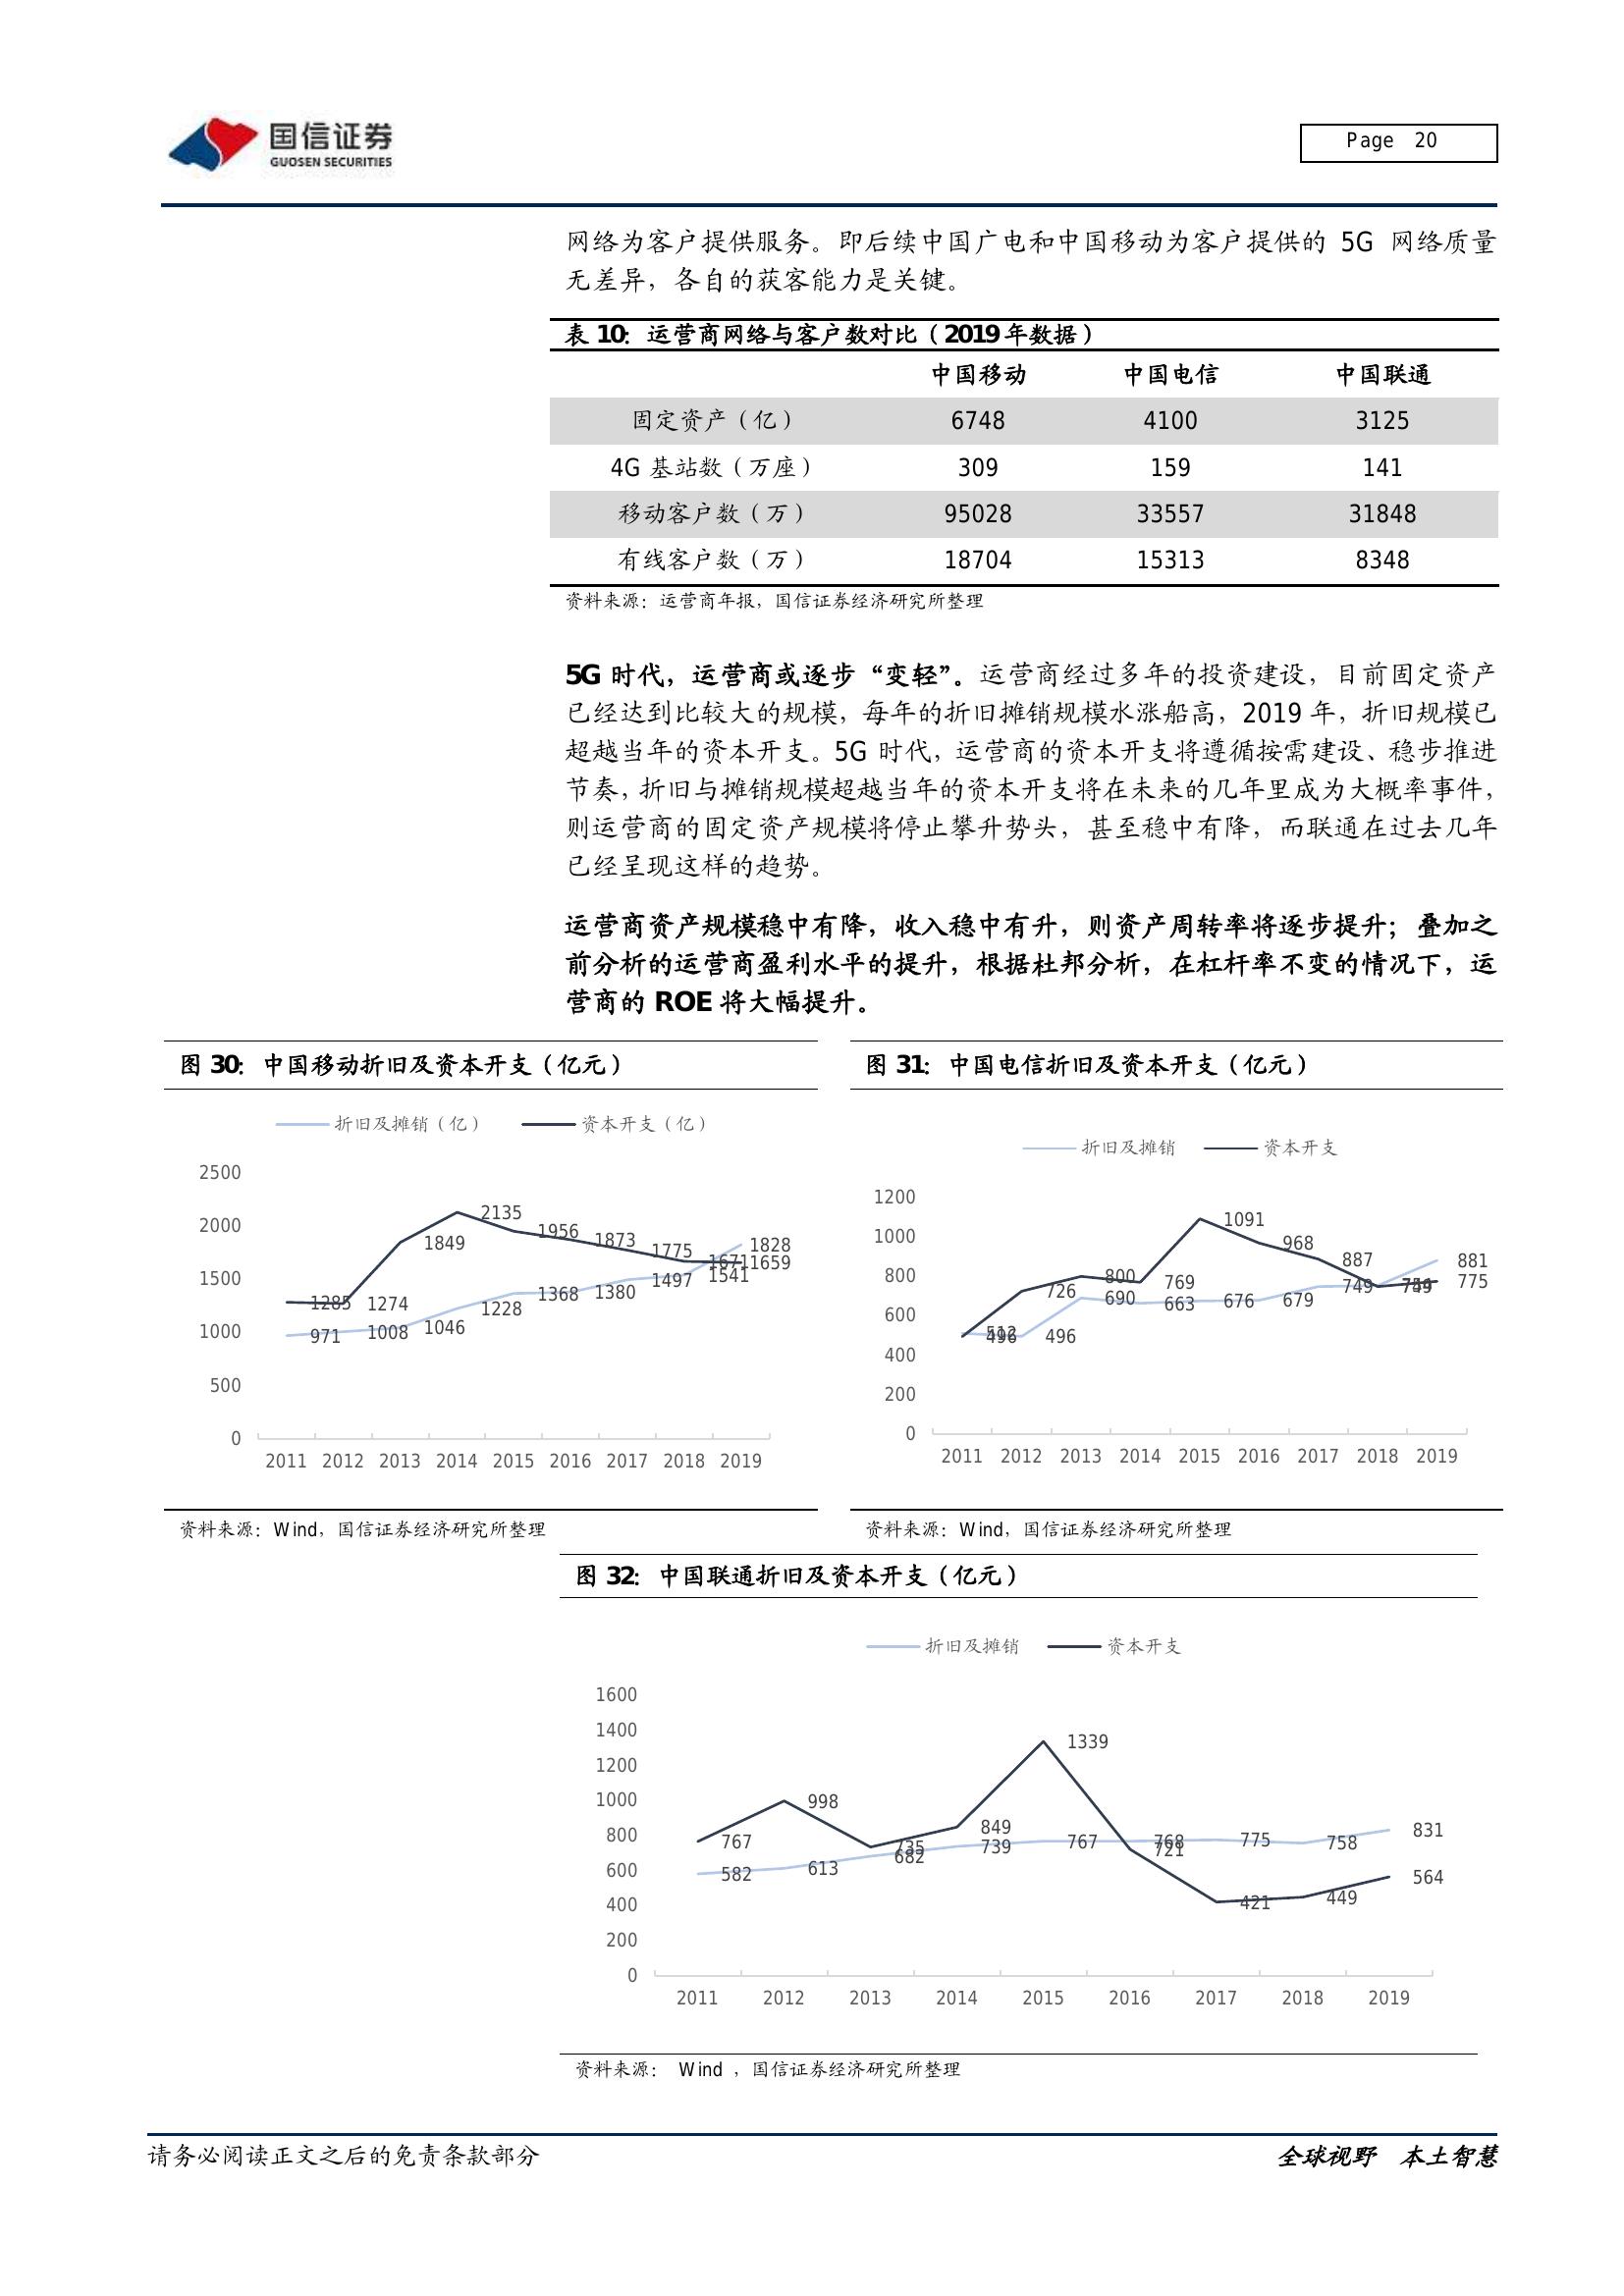 国信证券
GUOSEN SECURITIES
Page 20
网络为客户提供服务。即后续中国广电和中国移动为客户提供的 5G 网络质量
无差异，各自的获客能力是关键。
表 10：运营商网络与客户数对比（2019 年数据）
中国移动 中国电信 中国联通
固定资产（亿） 6748 4100 3125
4G 基站数（万座） 309 159 141
移动客户数（万） 95028 33557 31848
有线客户数（万） 18704 15313 8348
资料来源：运营商年报，国信证券经济研究所整理
5G 时代，运营商或逐步“变轻”。运营商经过多年的投资建设，目前固定资产
已经达到比较大的规模，每年的折旧摊销规模水涨船高，2019 年，折旧规模已
超越当年的资本开支。5G 时代，运营商的资本开支将遵循按需建设、稳步推进
节奏，折旧与摊销规模超越当年的资本开支将在未来的几年里成为大概率事件，
则运营商的固定资产规模将停止攀升势头，甚至稳中有降，而联通在过去几年
已经呈现这样的趋势。
运营商资产规模稳中有降，收入稳中有升，则资产周转率将逐步提升；叠加之
前分析的运营商盈利水平的提升，根据杜邦分析，在杠杆率不变的情况下，运
营商的 ROE 将大幅提升。
图 30：中国移动折旧及资本开支（亿元）
折旧及摊销（亿） 资本开支（亿）
2500
2000
1500
1000
500
0
1285 1274 1849 2135 1956 1873 1775 1671 1659
971 1008 1046 1228 1368 1380 1497 1541 1828
2011 2012 2013 2014 2015 2016 2017 2018 2019
资料来源：Wind，国信证券经济研究所整理
图 31：中国电信折旧及资本开支（亿元）
折旧及摊销 资本开支
1200
1000
800
600
400
200
0
496 726 800 769 1091 968 887 749 775
512 496 690 663 676 679 749 881
2011 2012 2013 2014 2015 2016 2017 2018 2019
资料来源：Wind，国信证券经济研究所整理
图 32：中国联通折旧及资本开支（亿元）
折旧及摊销 资本开支
1600
1400
1200
1000
800
600
400
200
0
767 998 735 849 1339 721 421 449 564
582 613 682 739 767 768 775 758 831
2011 2012 2013 2014 2015 2016 2017 2018 2019
资料来源： Wind ，国信证券经济研究所整理
请务必阅读正文之后的免责条款部分
全球视野 本土智慧